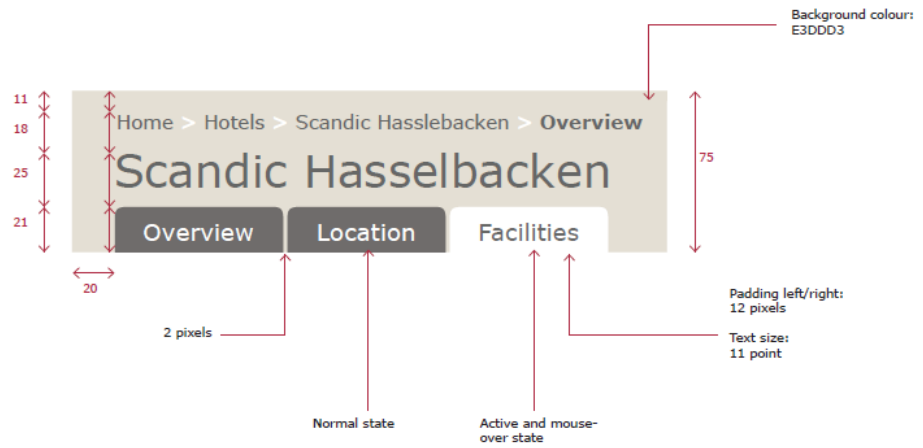 Background colour:
E3DDD3
11
18
25
21
Home > Hotels > Scandic Hasslebacken > Overview
Scandic Hasselbacken
Overview
Location
Facilities
75
20
2 pixels
Padding left/right:
12 pixels
Text size:
11 point
Normal state
Active and mouse-
over state